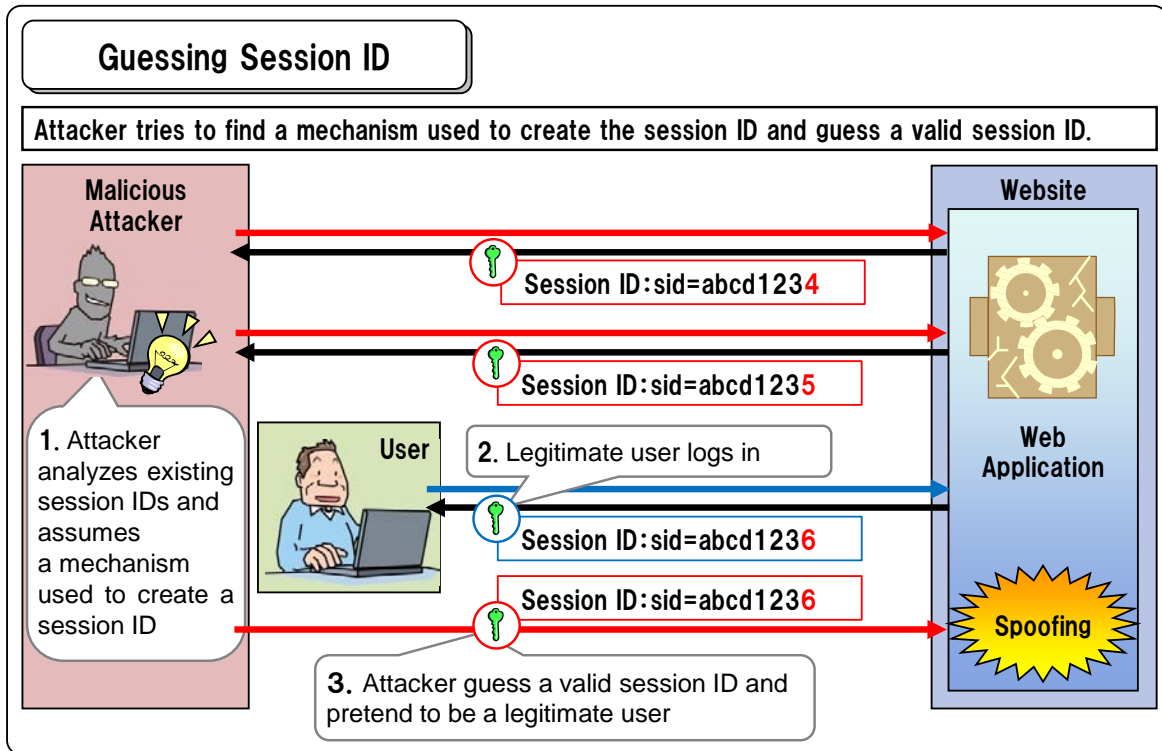 Guessing Session ID
Attacker tries to find a mechanism used to create the session ID and guess a valid session ID.
Malicious
Attacker
Website
Session ID:sid=abcd1234
Session ID:sid=abcd1235
1. Attacker
analyzes existing
session IDs and
assumes
a mechanism
used to create a
session ID
User
2. Legitimate user logs in
Web
Application
Session ID:sid=abcd1236
Session ID:sid=abcd1236
Spoofing
3. Attacker guess a valid session ID and
pretend to be a legitimate user